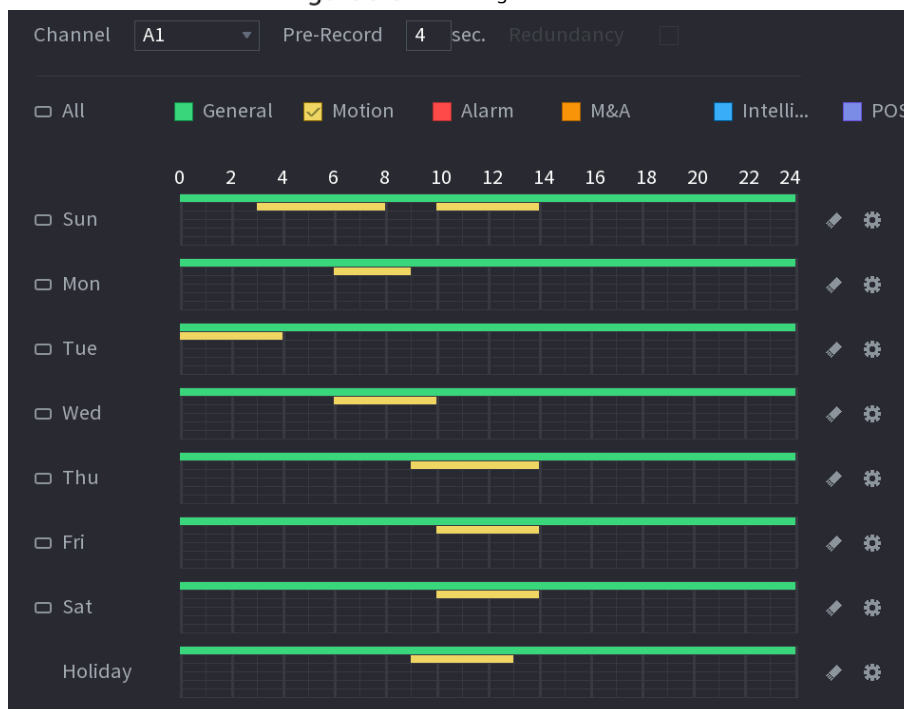 Channel A1 Pre-Record 4 sec. Redundancy
All General Motion Alarm M&A Intelli... POS
0 2 4 6 8 10 12 14 16 18 20 22 24
Sun
Mon
Tue
Wed
Thu
Fri
Sat
Holiday